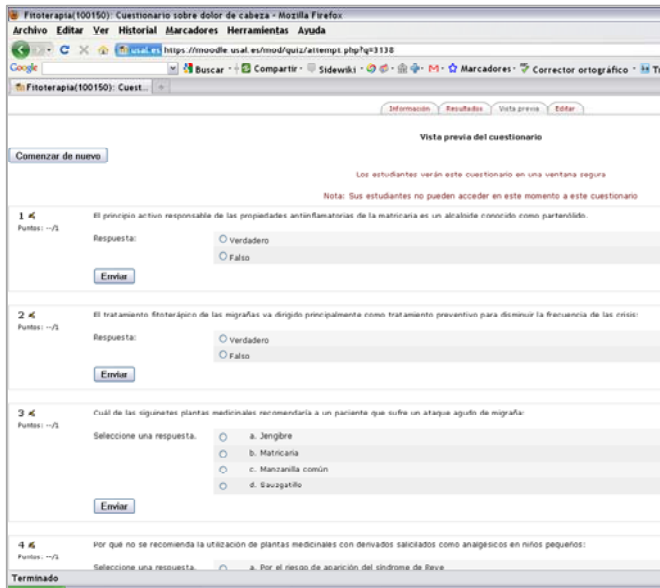 Fitoterapia(100150): Cuestionario sobre dolor de cabeza - Mozilla Firefox
Archivo Editar Ver Historial Marcadores Herramientas Ayuda
usal.es https://moodle.usal.es/mod/quiz/attempt.php?q=3138
Google Buscar Compartir Sidewiki Marcadores Corrector ortográfico
Fitoterapia(100150): Cuest...
Información Resultados Vista previa Editar
Vista previa del cuestionario
Comenzar de nuevo
Los estudiantes verán este cuestionario en una ventana segura
Nota: Sus estudiantes no pueden acceder en este momento a este cuestionario
1 El principio activo responsable de las propiedades antiinflamatorias de la matricaria es un alcaloide conocido como partenólido.
Puntos: --/1
Respuesta: Verdadero
Falso
Enviar
2 El tratamiento fitoterápico de las migrañas va dirigido principalmente como tratamiento preventivo para disminuir la frecuencia de las crisis:
Puntos: --/1
Respuesta: Verdadero
Falso
Enviar
3 Cuál de las siguinetes plantas medicinales recomendaría a un paciente que sufre un ataque agudo de migraña:
Puntos: --/1
Seleccione una respuesta. a. Jengibre
b. Matricaria
c. Manzanilla común
d. Sauzgatillo
Enviar
4 Por qué no se recomienda la utilización de plantas medicinales con derivados salicilados como analgésicos en niños pequeños:
Puntos: --/1
Seleccione una respuesta. a. Por el riesgo de aparición del síndrome de Reye
Terminado